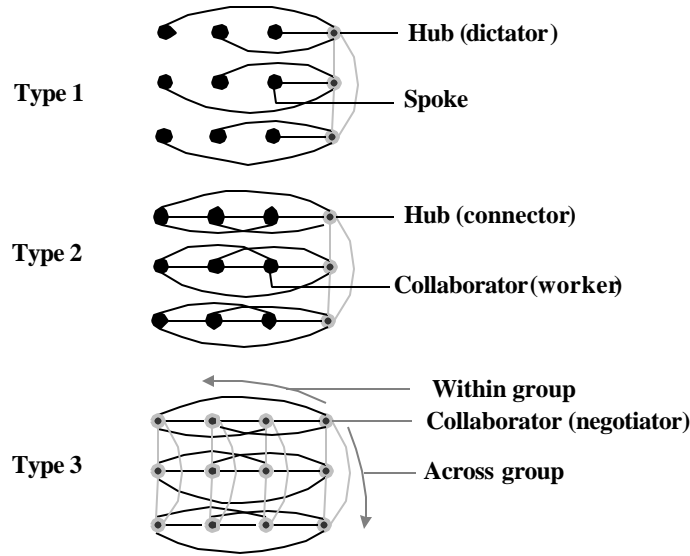 Hub (dictator)
Type 1
Spoke
Hub (connector)
Type 2
Collaborator (worker)
Within group
Collaborator (negotiator)
Type 3
Across group